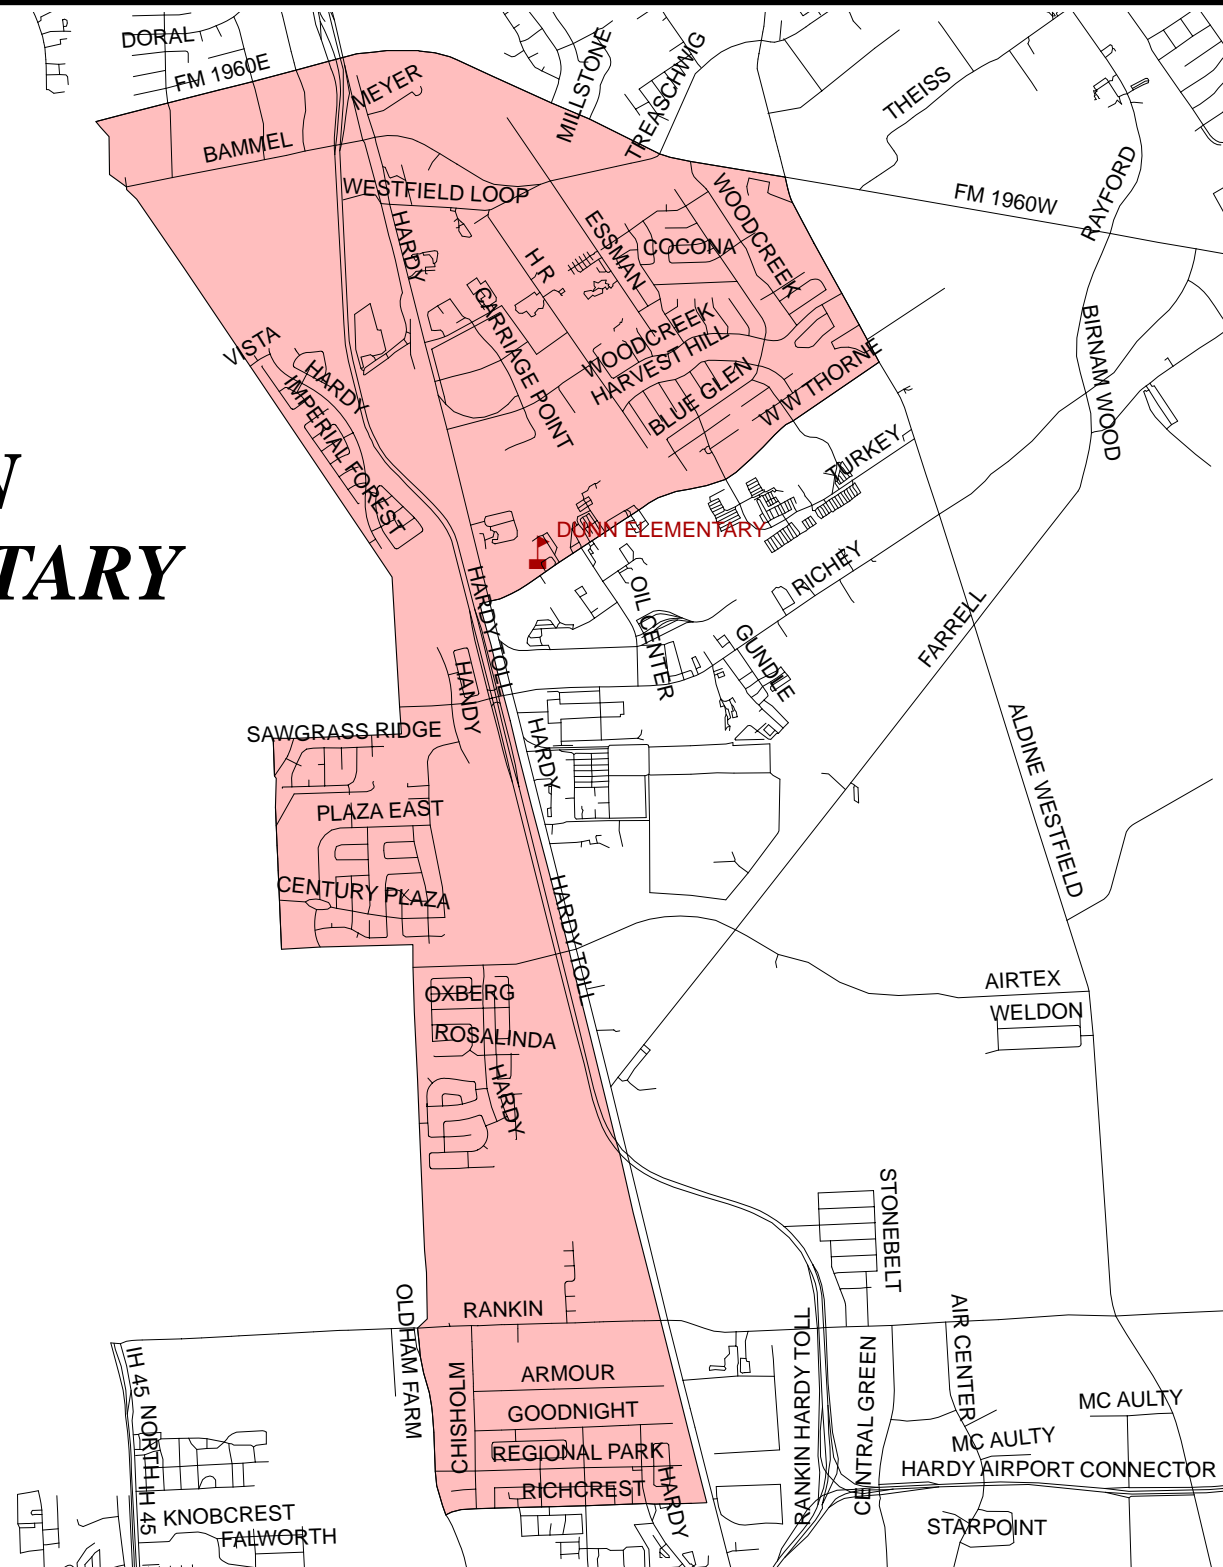 DORAL
FM 1960E
MEYER
MILLSTONE
TREASCHWIG
THEISS
BAMMEL
WESTFIELD LOOP
WOODCREEK
FM 1960W
RAYFORD
HARDY
H R
ESSMAN
COCONA
CARRIAGE POINT
WOODCREEK
HARVEST HILL
BIRNAM WOOD
VISTA
HARDY
IMPERIAL FOREST
BLUE GLEN
W W THORNE
TURKEY
DUNN ELEMENTARY
TARY
RICHEY
HARDY TOLL
OIL CENTER
GUNDLE
FARRELL
HANDY
SAWGRASS RIDGE
HARDY
ALDINE WESTFIELD
PLAZA EAST
CENTURY PLAZA
HARDY TOLL
AIRTEX
OXBERG
WELDON
ROSALINDA
HARDY
STONEBELT
OLDHAM FARM
RANKIN
AIR CENTER
RANKIN HARDY TOLL
CENTRAL GREEN
IH 45 NORTH
IH 45
CHISHOLM
ARMOUR
GOODNIGHT
MC AULTY
REGIONAL PARK
MC AULTY
HARDY AIRPORT CONNECTOR
RICHCREST
HARDY
KNOBCREST
FALWORTH
STARPOINT